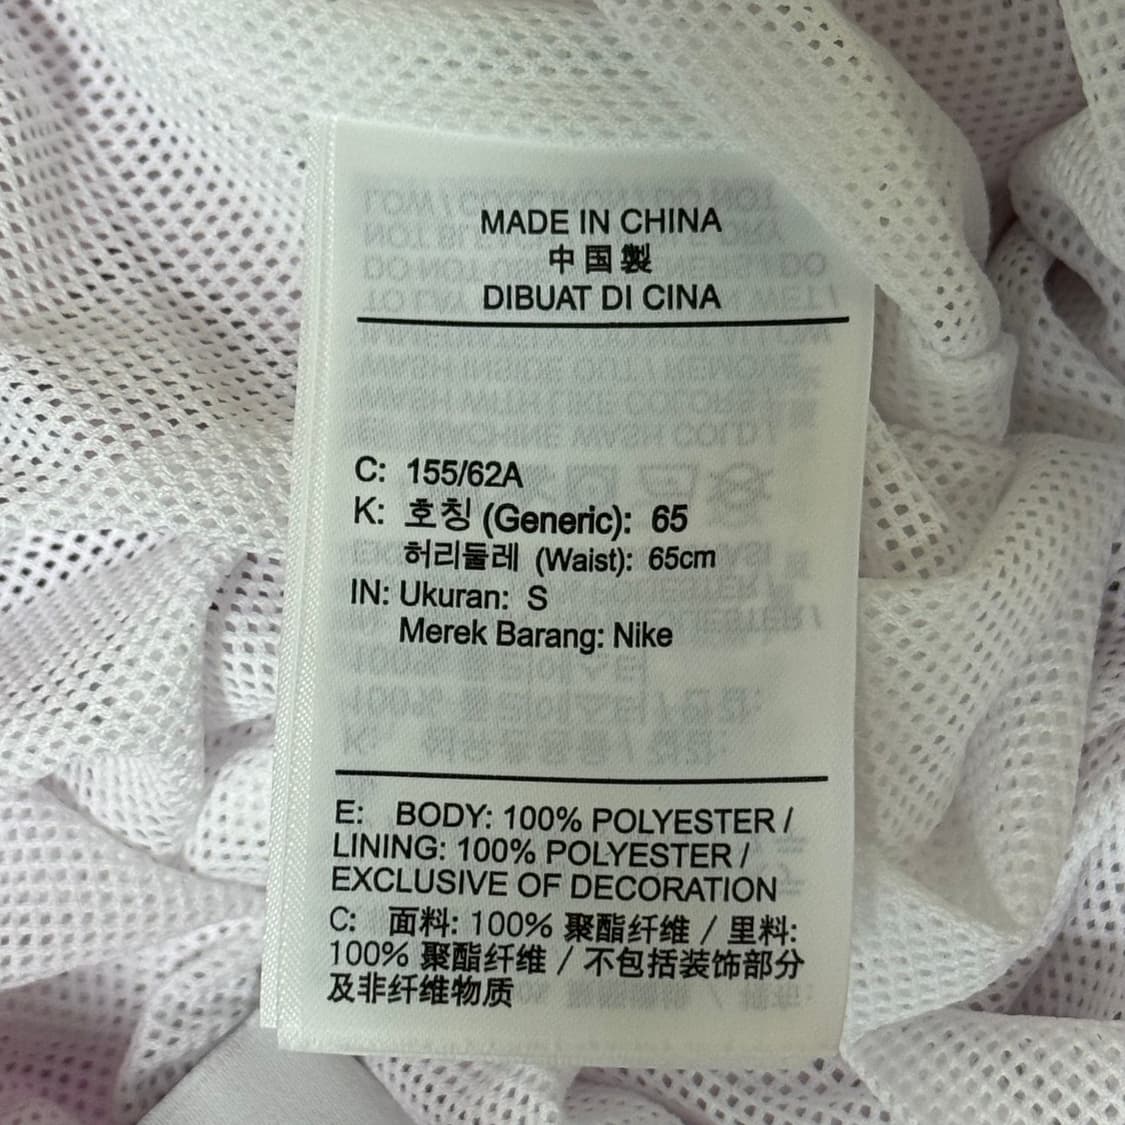 MADE IN CHINA
中国製
DIBUAT DI CINA
C: 155/62A
K: 호칭 (Generic): 65
허리둘레 (Waist): 65cm
IN: Ukuran: S
Merek Barang: Nike
E: BODY: 100% POLYESTER /
LINING: 100% POLYESTER /
EXCLUSIVE OF DECORATION
C: 面料: 100% 聚酯纤维 / 里料:
100% 聚酯纤维 / 不包括装饰部分
及非纤维物质